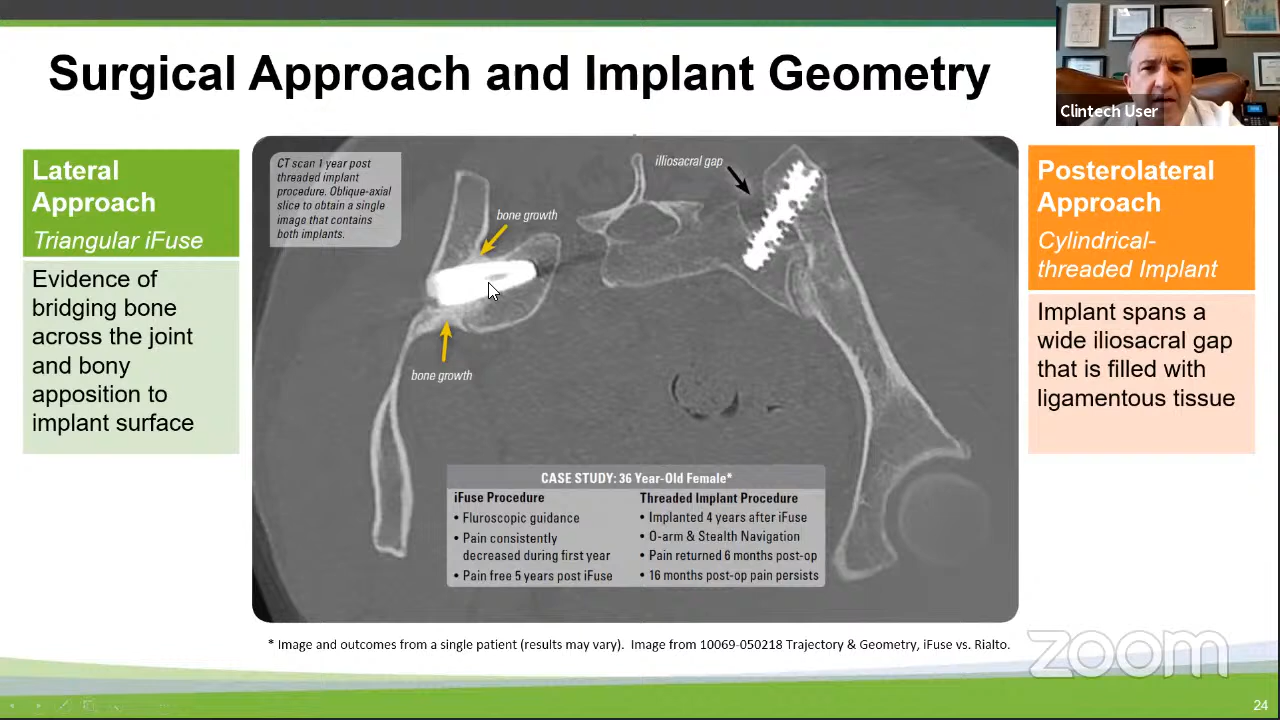 Surgical Approach and Implant Geometry
Clintech User
Lateral
Approach
Triangular iFuse
Evidence of
bridging bone
across the joint
and bony
apposition to
implant surface
CT scan 1 year post
threaded implant
procedure. Oblique-axial
slice to obtain a single
image that contains
both implants.
bone growth
bone growth
illiosacral gap
CASE STUDY: 36 Year-Old Female*
iFuse Procedure
• Fluroscopic guidance
• Pain consistently
decreased during first year
• Pain free 5 years post iFuse
Threaded Implant Procedure
• Implanted 4 years after iFuse
• O-arm & Stealth Navigation
• Pain returned 6 months post-op
• 16 months post-op pain persists
Posterolateral
Approach
Cylindrical-
threaded Implant
Implant spans a
wide iliosacral gap
that is filled with
ligamentous tissue
* Image and outcomes from a single patient (results may vary). Image from 10069-050218 Trajectory & Geometry, iFuse vs. Rialto.
zoom
24